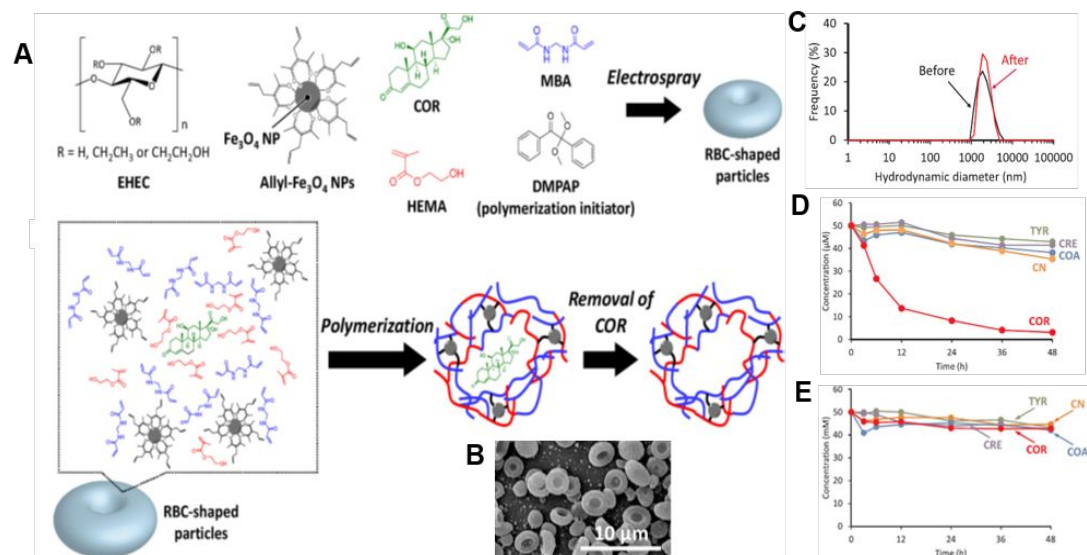 A
RO
OR
O
OR
n
R = H, CH₂CH₃ or CH₂CH₂OH
EHEC
Fe₃O₄ NP
Allyl-Fe₃O₄ NPs
COR
HEMA
MBA
DMPAP
(polymerization initiator)
Electrospray
RBC-shaped
particles
Polymerization
Removal of
COR
RBC-shaped
particles
B
10 μm
C
Frequency (%)
40
30
20
10
0
Before
After
1 10 100 1000 10000 100000
Hydrodynamic diameter (nm)
D
Concentration (μM)
60
50
40
30
20
10
0
TYR
CRE
COA
CN
COR
0 12 24 36 48
Time (h)
E
Concentration (mM)
60
50
40
30
20
10
0
TYR
CN
CRE
COR
COA
0 12 24 36 48
Time (h)